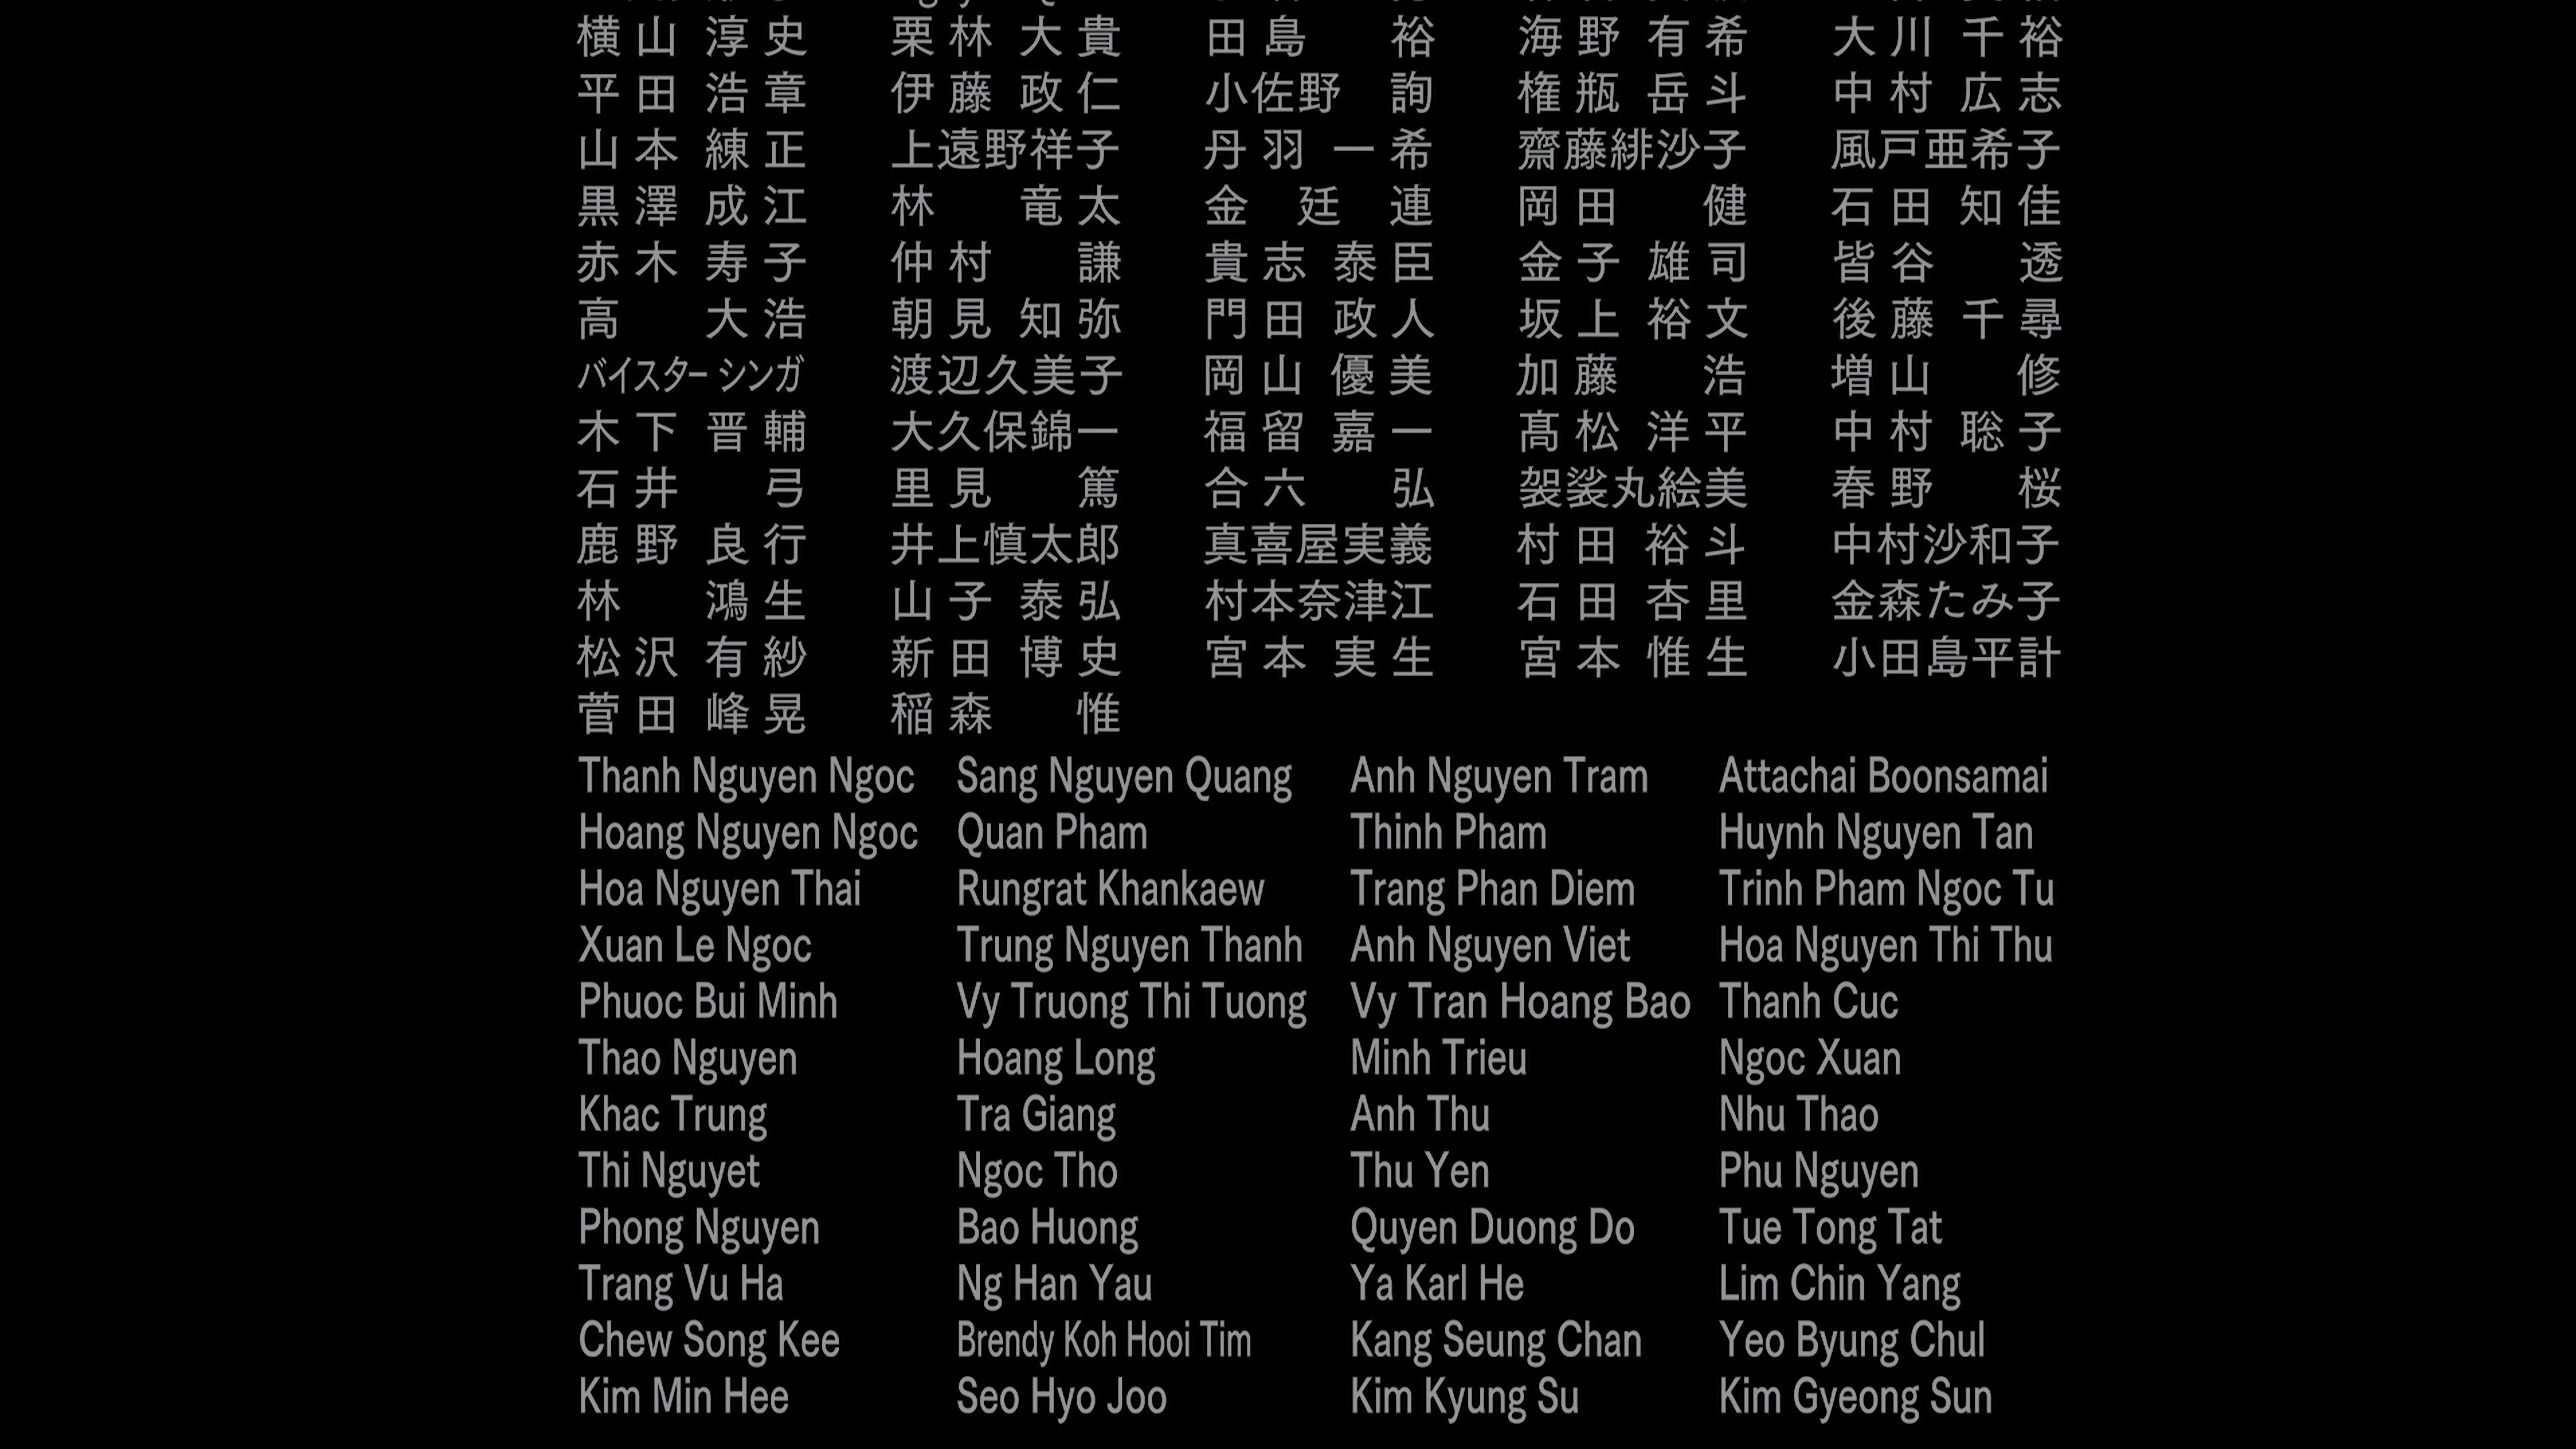 横山 淳史 栗林 大貴 田島 裕 海野 有希 大川 千裕
平田 浩章 伊藤 政仁 小佐野 詢 権瓶 岳斗 中村 広志
山本 練正 上遠野祥子 丹羽 一希 齋藤緋沙子 風戸亜希子
黒澤 成江 林 竜太 金 廷連 岡田 健 石田 知佳
赤木 寿子 仲村 謙 貴志 泰臣 金子 雄司 皆谷 透
高 大浩 朝見 知弥 門田 政人 坂上 裕文 後藤 千尋
バイスター シンガ 渡辺久美子 岡山 優美 加藤 浩 増山 修
木下 晋輔 大久保錦一 福留 嘉一 髙松 洋平 中村 聡子
石井 弓 里見 篤 合六 弘 袈裟丸絵美 春野 桜
鹿野 良行 井上慎太郎 真喜屋実義 村田 裕斗 中村沙和子
林 鴻生 山子 泰弘 村本奈津江 石田 杏里 金森たみ子
松沢 有紗 新田 博史 宮本 実生 宮本 惟生 小田島平計
菅田 峰晃 稲森 惟
Thanh Nguyen Ngoc Sang Nguyen Quang Anh Nguyen Tram Attachai Boonsamai
Hoang Nguyen Ngoc Quan Pham Thinh Pham Huynh Nguyen Tan
Hoa Nguyen Thai Rungrat Khankaew Trang Phan Diem Trinh Pham Ngoc Tu
Xuan Le Ngoc Trung Nguyen Thanh Anh Nguyen Viet Hoa Nguyen Thi Thu
Phuoc Bui Minh Vy Truong Thi Tuong Vy Tran Hoang Bao Thanh Cuc
Thao Nguyen Hoang Long Minh Trieu Ngoc Xuan
Khac Trung Tra Giang Anh Thu Nhu Thao
Thi Nguyet Ngoc Tho Thu Yen Phu Nguyen
Phong Nguyen Bao Huong Quyen Duong Do Tue Tong Tat
Trang Vu Ha Ng Han Yau Ya Karl He Lim Chin Yang
Chew Song Kee Brendy Koh Hooi Tim Kang Seung Chan Yeo Byung Chul
Kim Min Hee Seo Hyo Joo Kim Kyung Su Kim Gyeong Sun